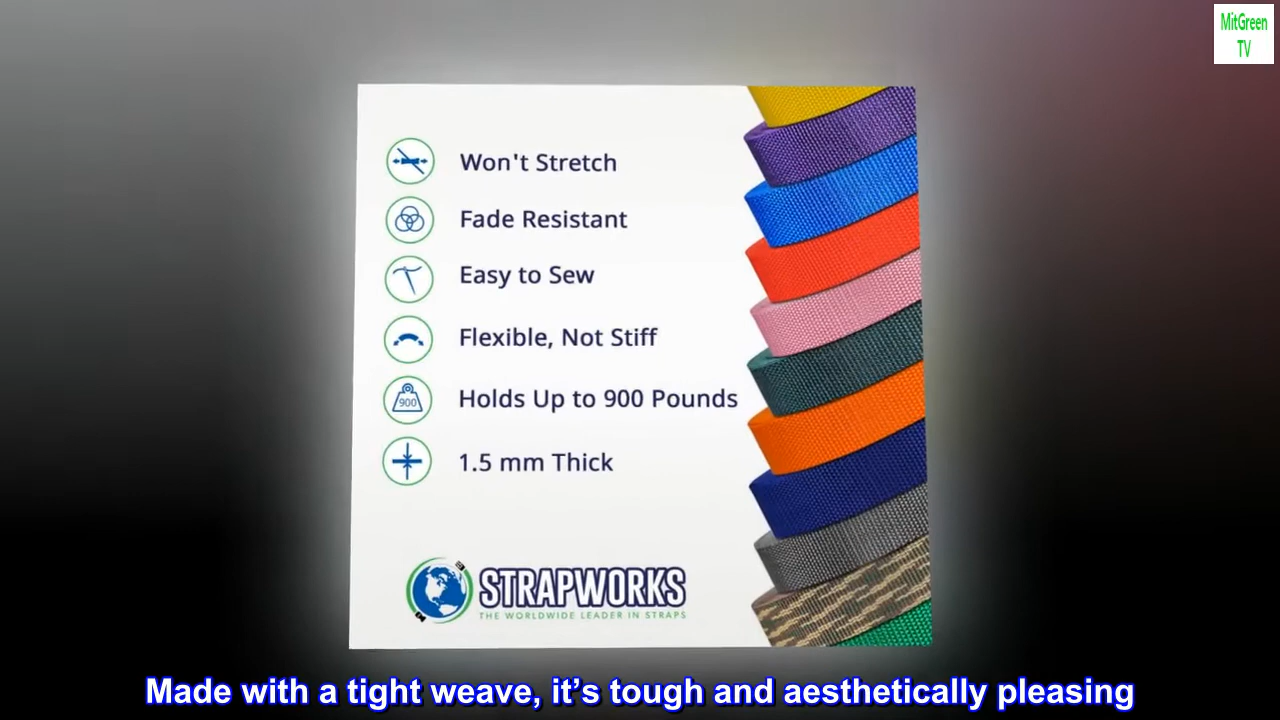 MitGreen
TV
Won't Stretch
Fade Resistant
Easy to Sew
Flexible, Not Stiff
900
Holds Up to 900 Pounds
1.5 mm Thick
STRAPWORKS
THE WORLDWIDE LEADER IN STRAPS
Made with a tight weave, it’s tough and aesthetically pleasing